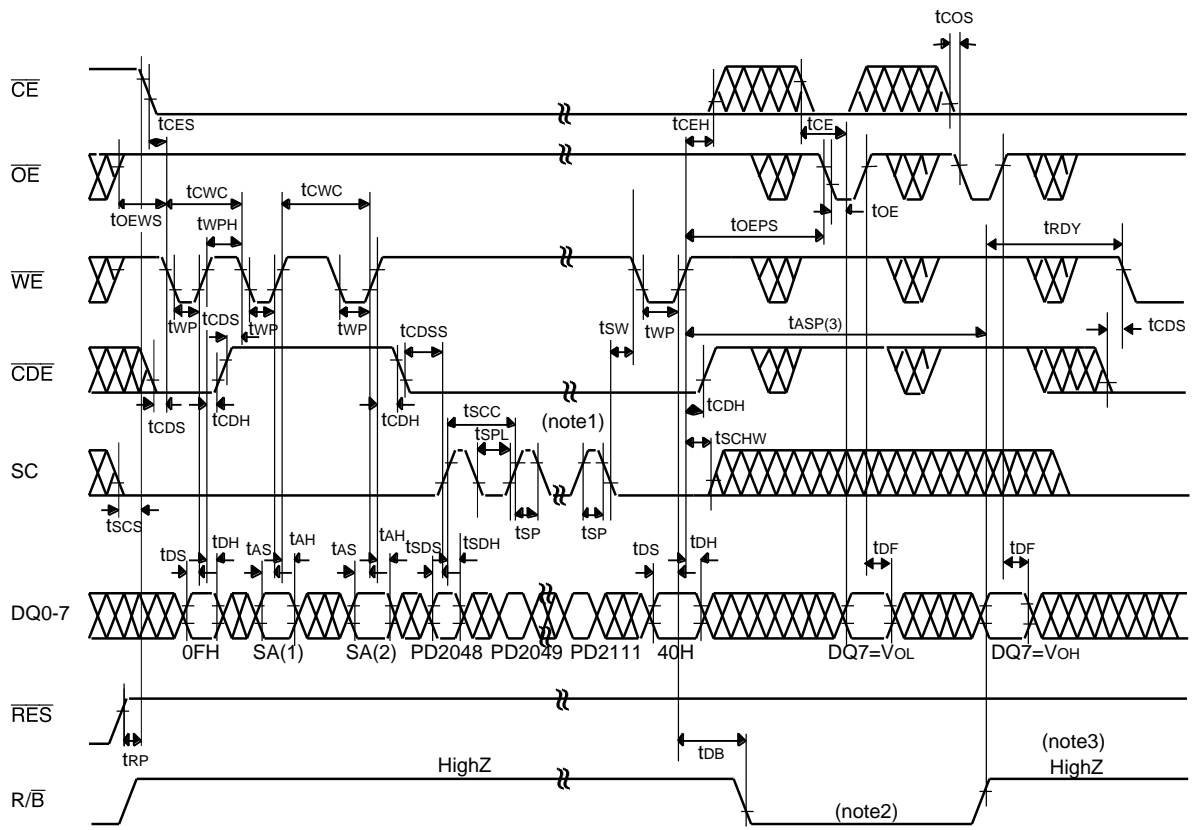 tCOS
CE
tCES
tCEH
tCE
OE
tCWC
tCWC
tOEWS
tWPH
tOEPS
tOE
tRDY
WE
tWP
tCDS
tWP
tWP
tCDSS
tSW
tWP
tASP(3)
tCDS
CDE
tCDS
tCDH
tCDH
tSCC
(note1)
tCDH
tSPL
tSCHW
SC
tSCS
tSP
tSP
tDS
tDH
tAS
tAH
tAS
tAH
tSDS
tSDH
tDS
tDH
tDF
tDF
DQ0-7
0FH
SA(1)
SA(2)
PD2048
PD2049
PD2111
40H
DQ7=VOL
DQ7=VOH
RES
tRP
tDB
(note3)
HighZ
HighZ
R/B
(note2)